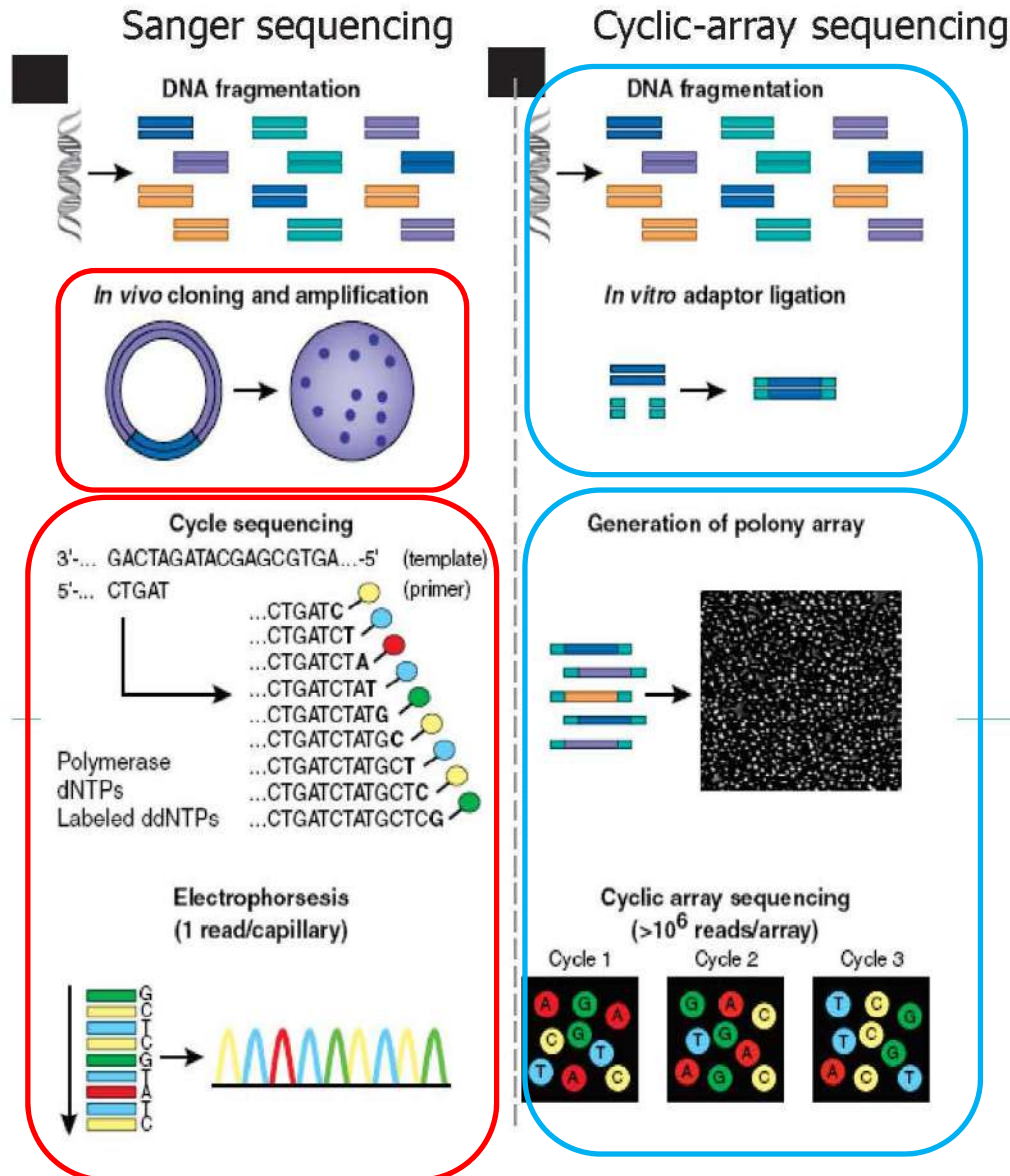 Sanger sequencing
DNA fragmentation
In vivo cloning and amplification
Cycle sequencing
3'-... GACTAGATACGAGCGTGA...-5' (template)
5'-... CTGAT (primer)
...CTGATC
...CTGATCT
...CTGATCTA
...CTGATCTAT
...CTGATCTATG
...CTGATCTATGC
...CTGATCTATGCT
...CTGATCTATGCTC
...CTGATCTATGCTCG
Polymerase
dNTPs
Labeled ddNTPs
Electrophorsesis
(1 read/capillary)
G
C
T
C
G
T
A
T
C
Cyclic-array sequencing
DNA fragmentation
In vitro adaptor ligation
Generation of polony array
Cyclic array sequencing
(>10⁶ reads/array)
Cycle 1 Cycle 2 Cycle 3
A G A
C G T
T A C
G A C
T G A
A G C
T C G
T C G
A C T